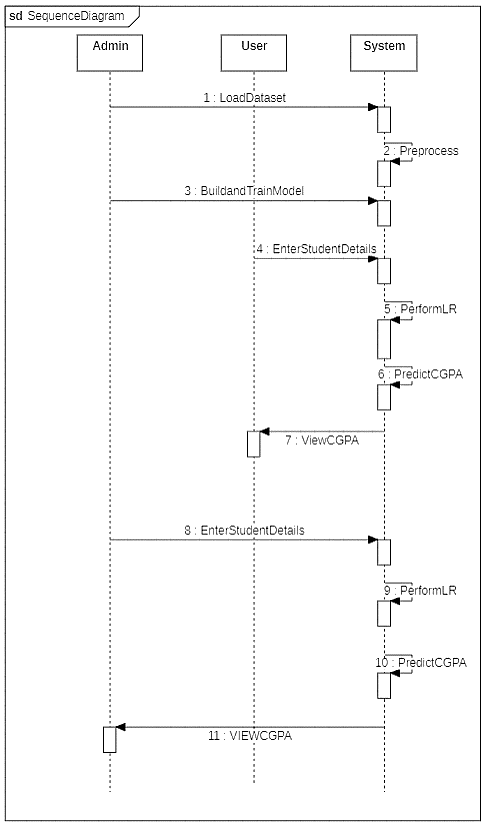 sd SequenceDiagram
Admin User System
1 : LoadDataset
2 : Preprocess
3 : BuildandTrainModel
4 : EnterStudentDetails
5 : PerformLR
6 : PredictCGPA
7 : ViewCGPA
8 : EnterStudentDetails
9 : PerformLR
10 : PredictCGPA
11 : VIEWCGPA